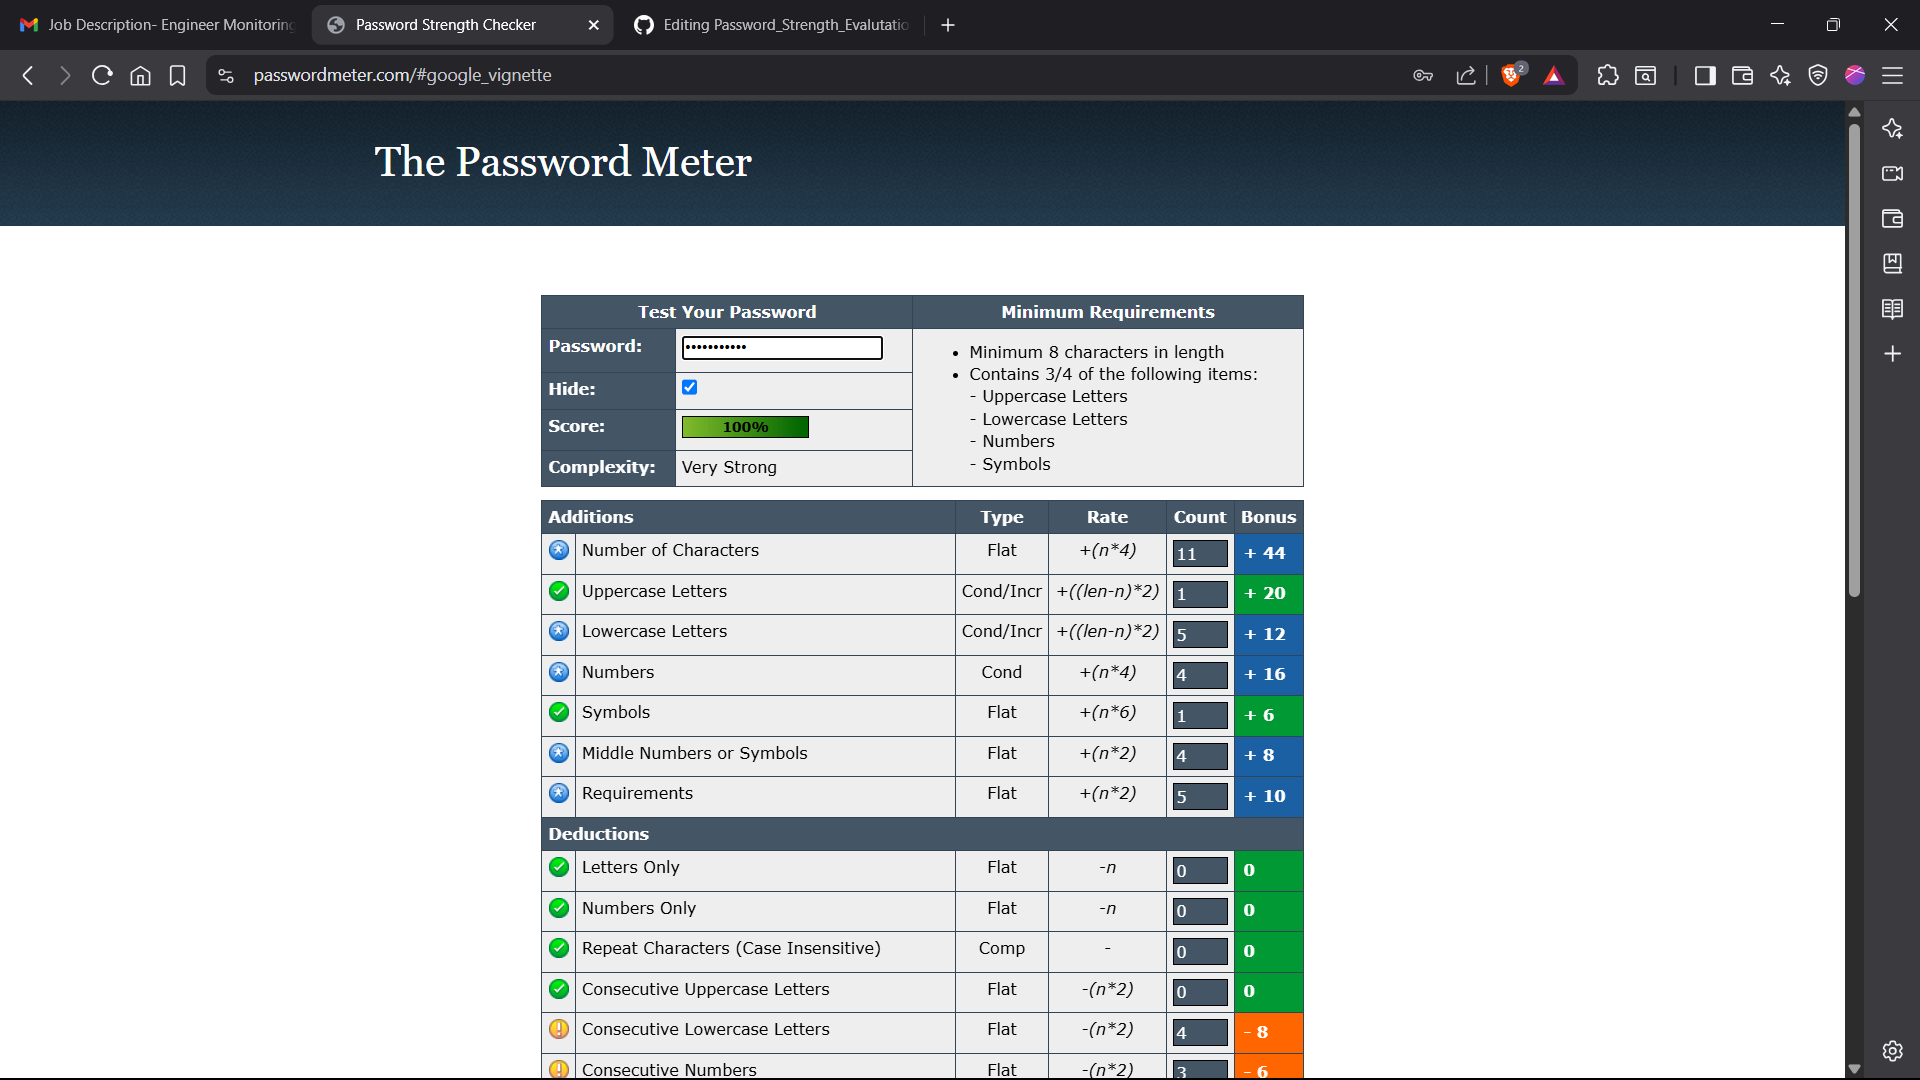 Job Description- Engineer Monitoring
Password Strength Checker
Editing Password_Strength_Evalutatio
passwordmeter.com/#google_vignette
2
The Password Meter
Test Your Password
Minimum Requirements
Password:
•••••••••••
Hide:
Score:
100%
Complexity:
Very Strong
• Minimum 8 characters in length
• Contains 3/4 of the following items:
- Uppercase Letters
- Lowercase Letters
- Numbers
- Symbols
Additions Type Rate Count Bonus
Number of Characters Flat +(n*4) 11 + 44
Uppercase Letters Cond/Incr +((len-n)*2) 1 + 20
Lowercase Letters Cond/Incr +((len-n)*2) 5 + 12
Numbers Cond +(n*4) 4 + 16
Symbols Flat +(n*6) 1 + 6
Middle Numbers or Symbols Flat +(n*2) 4 + 8
Requirements Flat +(n*2) 5 + 10
Deductions
Letters Only Flat -n 0 0
Numbers Only Flat -n 0 0
Repeat Characters (Case Insensitive) Comp - 0 0
Consecutive Uppercase Letters Flat -(n*2) 0 0
Consecutive Lowercase Letters Flat -(n*2) 4 - 8
Consecutive Numbers Flat -(n*2) 3 - 6